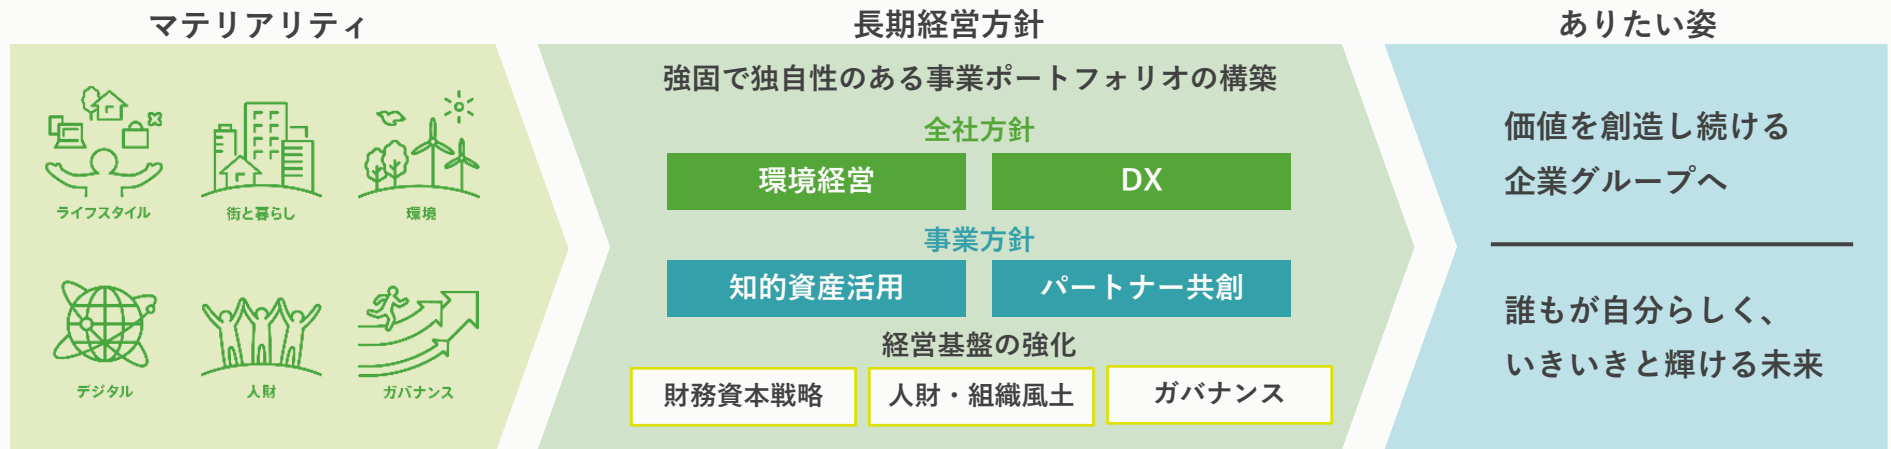 マテリアリティ
ライフスタイル
街と暮らし
環境
デジタル
人財
ガバナンス
長期経営方針
強固で独自性のある事業ポートフォリオの構築
全社方針
環境経営
DX
事業方針
知的資産活用
パートナー共創
経営基盤の強化
財務資本戦略
人財・組織風土
ガバナンス
ありたい姿
価値を創造し続ける
企業グループへ
誰もが自分らしく、
いきいきと輝ける未来